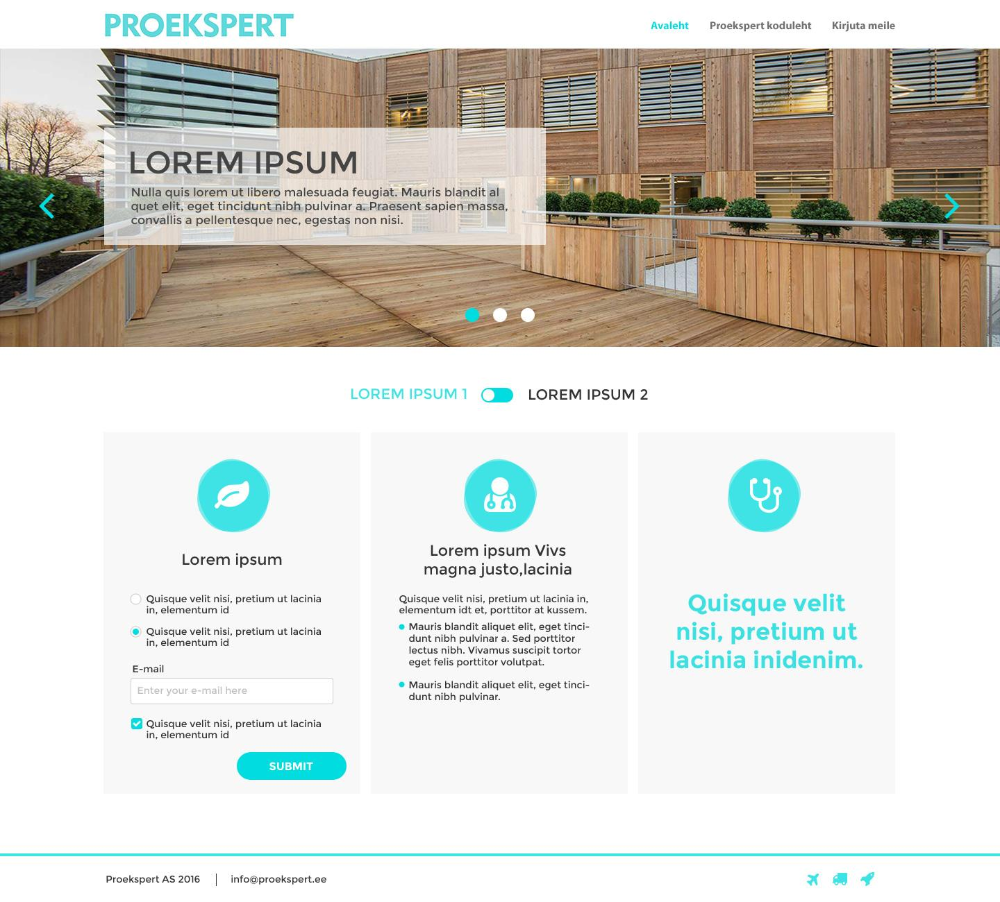 PROEKSPERT
Avaleht Proekspert koduleht Kirjuta meile
LOREM IPSUM
Nulla quis lorem ut libero malesuada feugiat. Mauris blandit al
quet elit, eget tincidunt nibh pulvinar a. Praesent sapien massa,
convallis a pellentesque nec, egestas non nisi.
LOREM IPSUM 1 LOREM IPSUM 2
Lorem ipsum
Quisque velit nisi, pretium ut lacinia
in, elementum id
Quisque velit nisi, pretium ut lacinia
in, elementum id
E-mail
Enter your e-mail here
Quisque velit nisi, pretium ut lacinia
in, elementum id
SUBMIT
Lorem ipsum Vivs
magna justo,lacinia
Quisque velit nisi, pretium ut lacinia in,
elementum idt et, porttitor at kussem.
Mauris blandit aliquet elit, eget tinci-
dunt nibh pulvinar a. Sed porttitor
lectus nibh. Vivamus suscipit tortor
eget felis porttitor volutpat.
Mauris blandit aliquet elit, eget tinci-
dunt nibh pulvinar.
Quisque velit
nisi, pretium ut
lacinia inidenim.
Proekspert AS 2016 | info@proekspert.ee